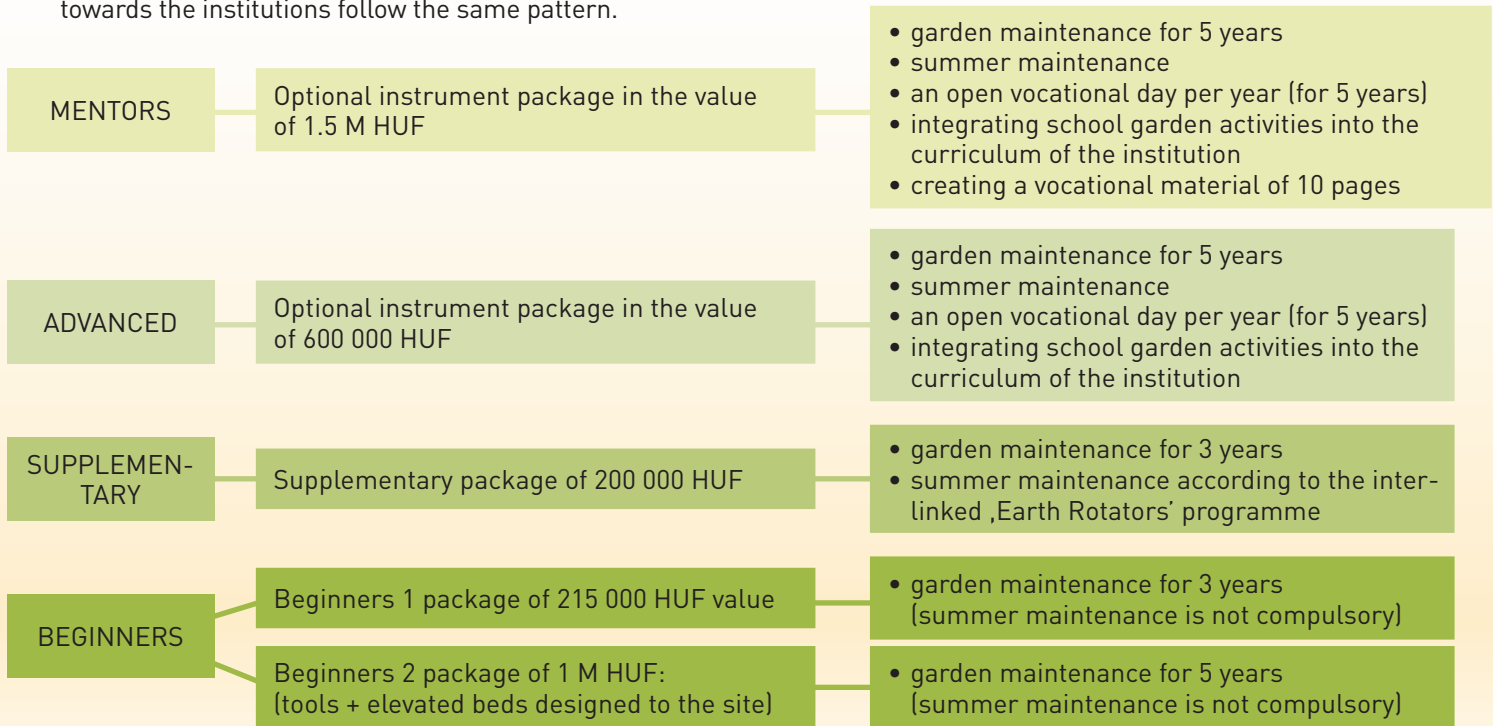 towards the institutions follow the same pattern.
MENTORS
Optional instrument package in the value
of 1.5 M HUF
• garden maintenance for 5 years
• summer maintenance
• an open vocational day per year (for 5 years)
• integrating school garden activities into the
curriculum of the institution
• creating a vocational material of 10 pages
ADVANCED
Optional instrument package in the value
of 600 000 HUF
• garden maintenance for 5 years
• summer maintenance
• an open vocational day per year (for 5 years)
• integrating school garden activities into the
curriculum of the institution
SUPPLEMEN-
TARY
Supplementary package of 200 000 HUF
• garden maintenance for 3 years
• summer maintenance according to the inter-
linked ‚Earth Rotators’ programme
BEGINNERS
Beginners 1 package of 215 000 HUF value
• garden maintenance for 3 years
(summer maintenance is not compulsory)
Beginners 2 package of 1 M HUF:
(tools + elevated beds designed to the site)
• garden maintenance for 5 years
(summer maintenance is not compulsory)